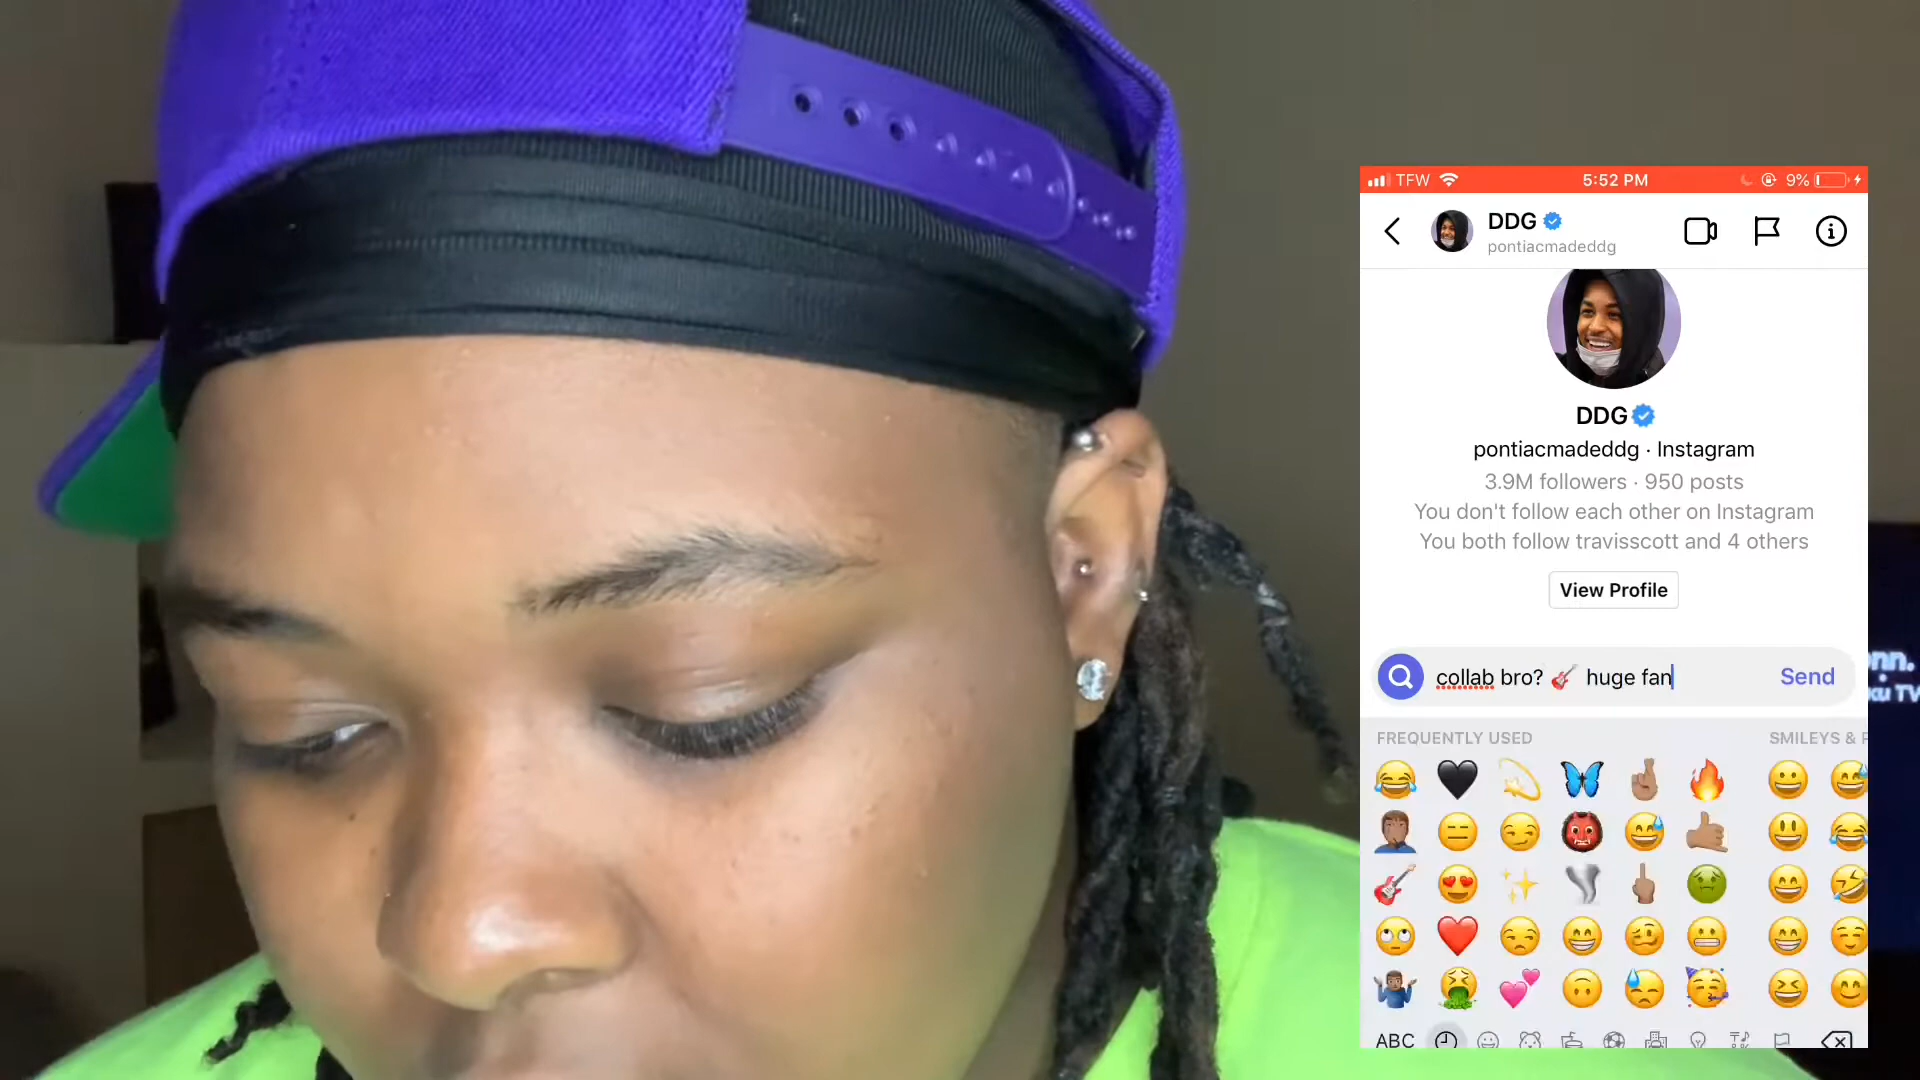 TFW 5:52 PM 9%
DDG
pontiacmadeddg
DDG
pontiacmadeddg · Instagram
3.9M followers · 950 posts
You don't follow each other on Instagram
You both follow travisscott and 4 others
View Profile
collab bro? 🎸 huge fan Send
FREQUENTLY USED SMILEYS &
ABC
TV